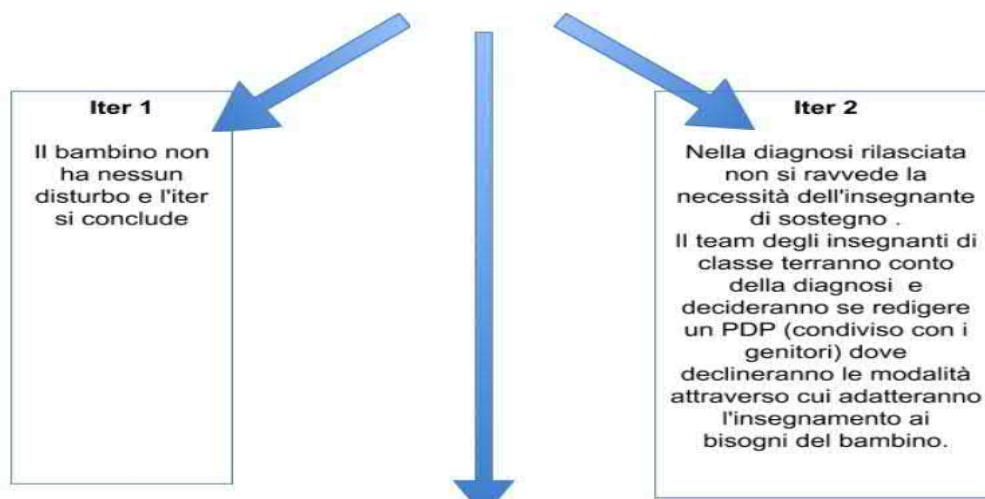 Iter 1
Il bambino non
ha nessun
disturbo e l'iter
si conclude
Iter 2
Nella diagnosi rilasciata
non si ravvede la
necessità dell'insegnante
di sostegno .
Il team degli insegnanti di
classe terranno conto
della diagnosi e
decideranno se redigere
un PDP (condiviso con i
genitori) dove
declineranno le modalità
attraverso cui adatteranno
l'insegnamento ai
bisogni del bambino.